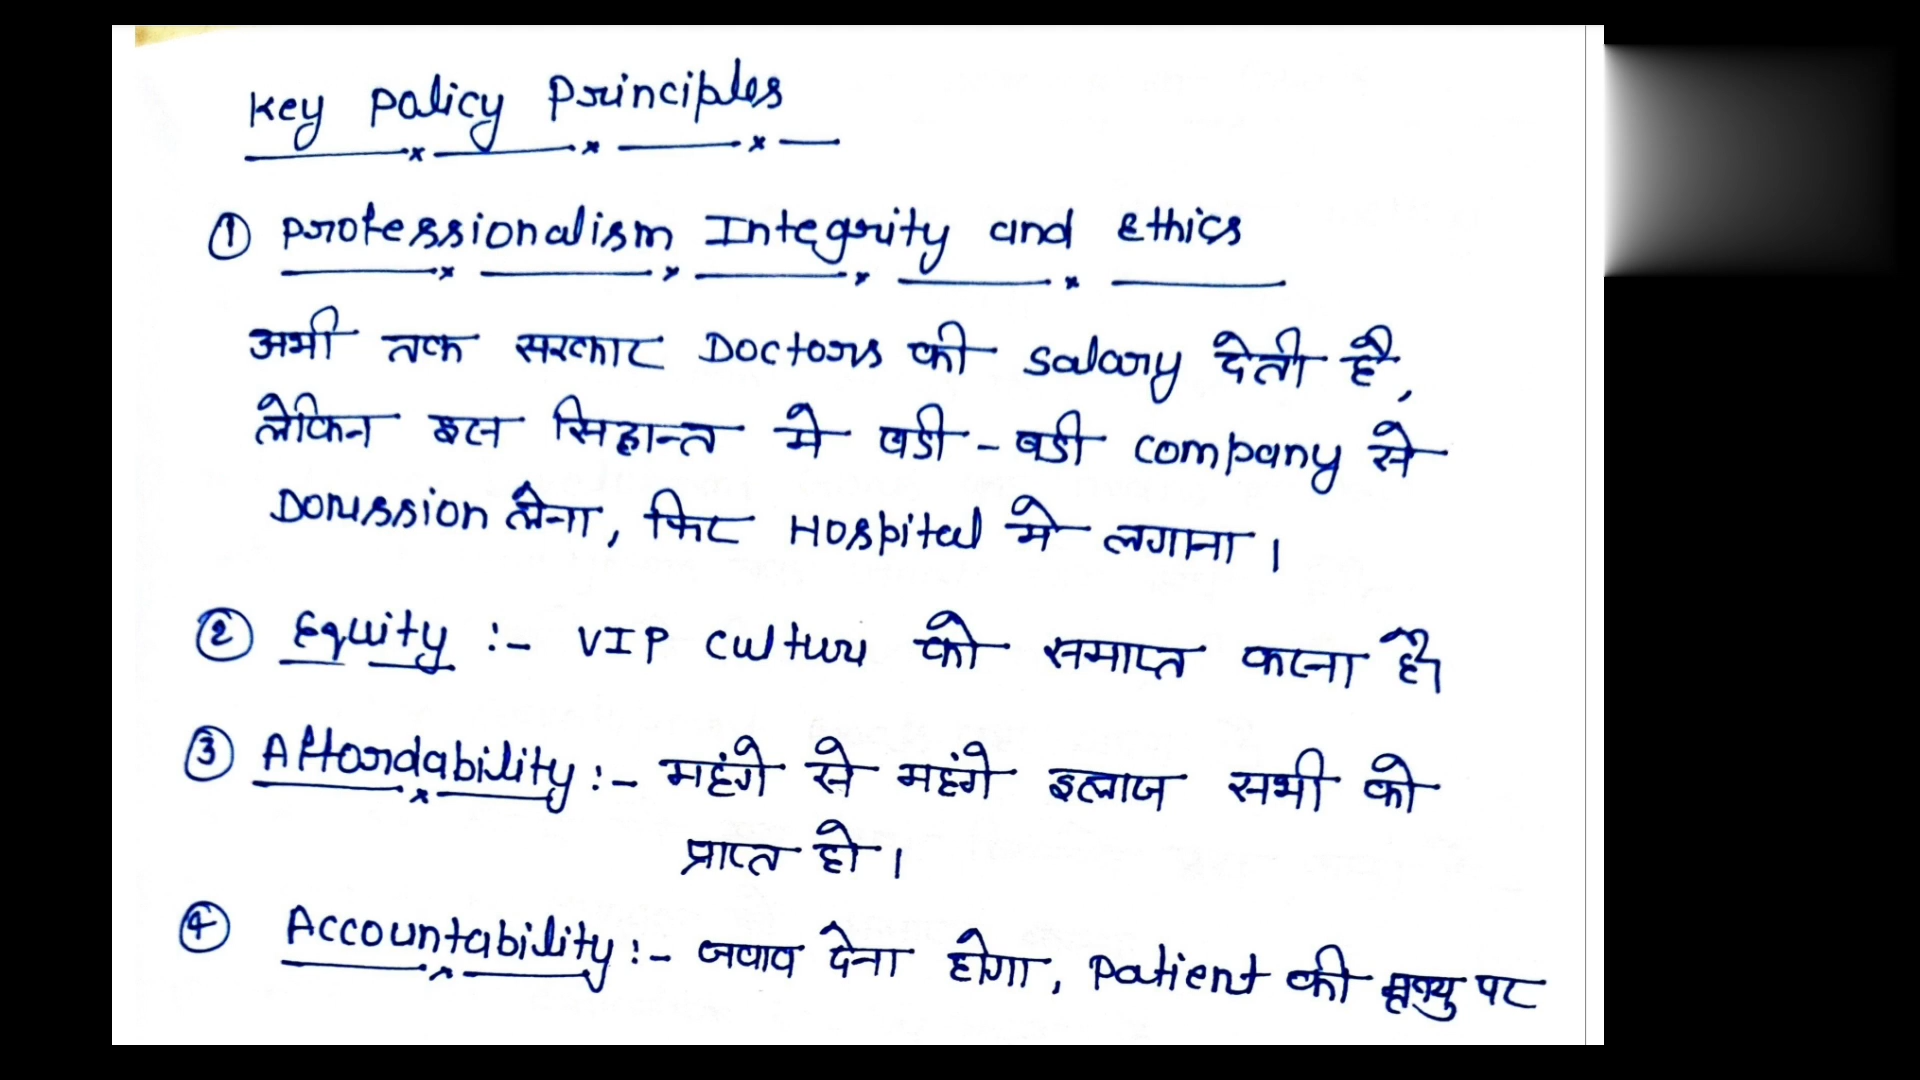 Key Policy Principles
① Professionalism Integrity and Ethics
अभी तक सरकार Doctors की salary देती है,
लेकिन इस सिद्धान्त मे बडी-बडी company से
Donission लेना, फिर Hospital मे लगाना।
② Equity :- VIP culture को समाप्त करना है।
③ Affordability :- महंगे से महंगे इलाज सभी को
प्राप्त हो।
④ Accountability :- जवाव देना होगा, patient की मृत्यु पर